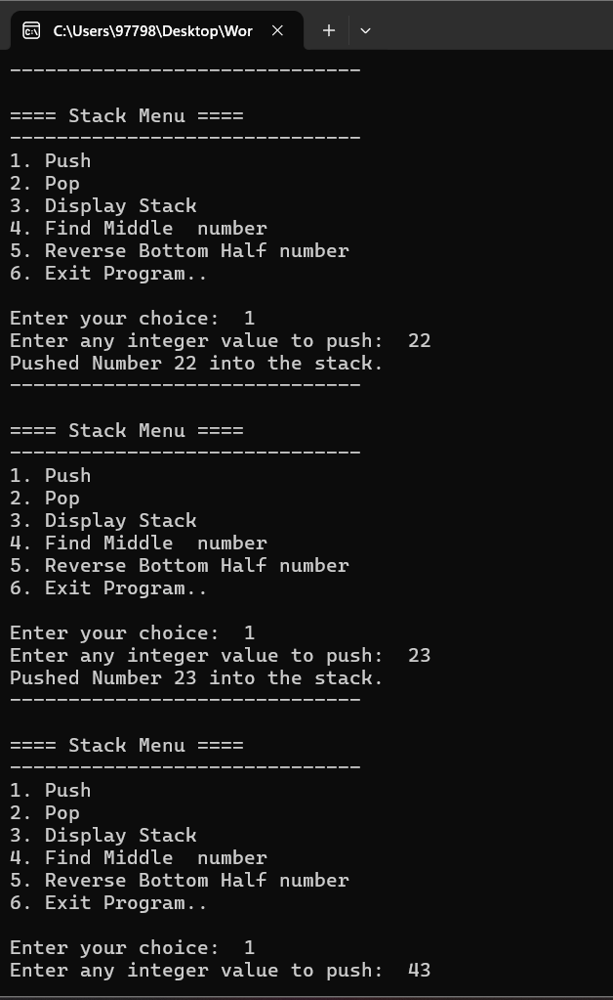 C:\Users\97798\Desktop\Wor
------------------------------
==== Stack Menu ====
------------------------------
1. Push
2. Pop
3. Display Stack
4. Find Middle  number
5. Reverse Bottom Half number
6. Exit Program..
Enter your choice:  1
Enter any integer value to push:  22
Pushed Number 22 into the stack.
------------------------------
==== Stack Menu ====
------------------------------
1. Push
2. Pop
3. Display Stack
4. Find Middle  number
5. Reverse Bottom Half number
6. Exit Program..
Enter your choice:  1
Enter any integer value to push:  23
Pushed Number 23 into the stack.
------------------------------
==== Stack Menu ====
------------------------------
1. Push
2. Pop
3. Display Stack
4. Find Middle  number
5. Reverse Bottom Half number
6. Exit Program..
Enter your choice:  1
Enter any integer value to push:  43